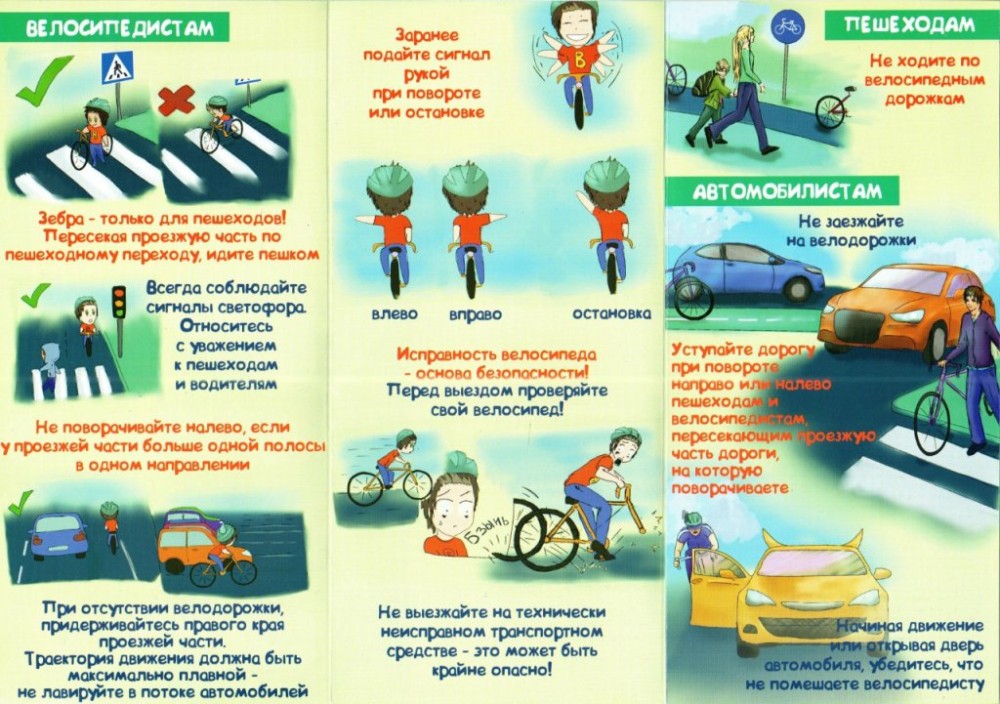 ВЕЛОСИПЕДИСТАМ
Зебра - только для пешеходов!
Пересекая проезжую часть по
пешеходному переходу, идите пешком
Всегда соблюдайте
сигналы светофора.
Относитесь
с уважением
к пешеходам
и водителям
Не поворачивайте налево, если
у проезжей части больше одной полосы
в одном направлении
При отсутствии велодорожки,
придерживайтесь правого края
проезжей части.
Траектория движения должна быть
максимально плавной -
не лавируйте в потоке автомобилей
Заранее
подайте сигнал
рукой
при повороте
или остановке
В
влево
вправо
остановка
Исправность велосипеда
- основа безопасности!
Перед выездом проверяйте
свой велосипед!
Бзынь
Не выезжайте на технически
неисправном транспортном
средстве - это может быть
крайне опасно!
ПЕШЕХОДАМ
Не ходите по
велосипедным
дорожкам
АВТОМОБИЛИСТАМ
Не заезжайте
на велодорожки
Уступайте дорогу
при повороте
направо или налево
пешеходам и
велосипедистам,
пересекающим проезжую
часть дороги,
на которую
поворачиваете
Начиная движение
или открывая дверь
автомобиля, убедитесь, что
не помешаете велосипедисту